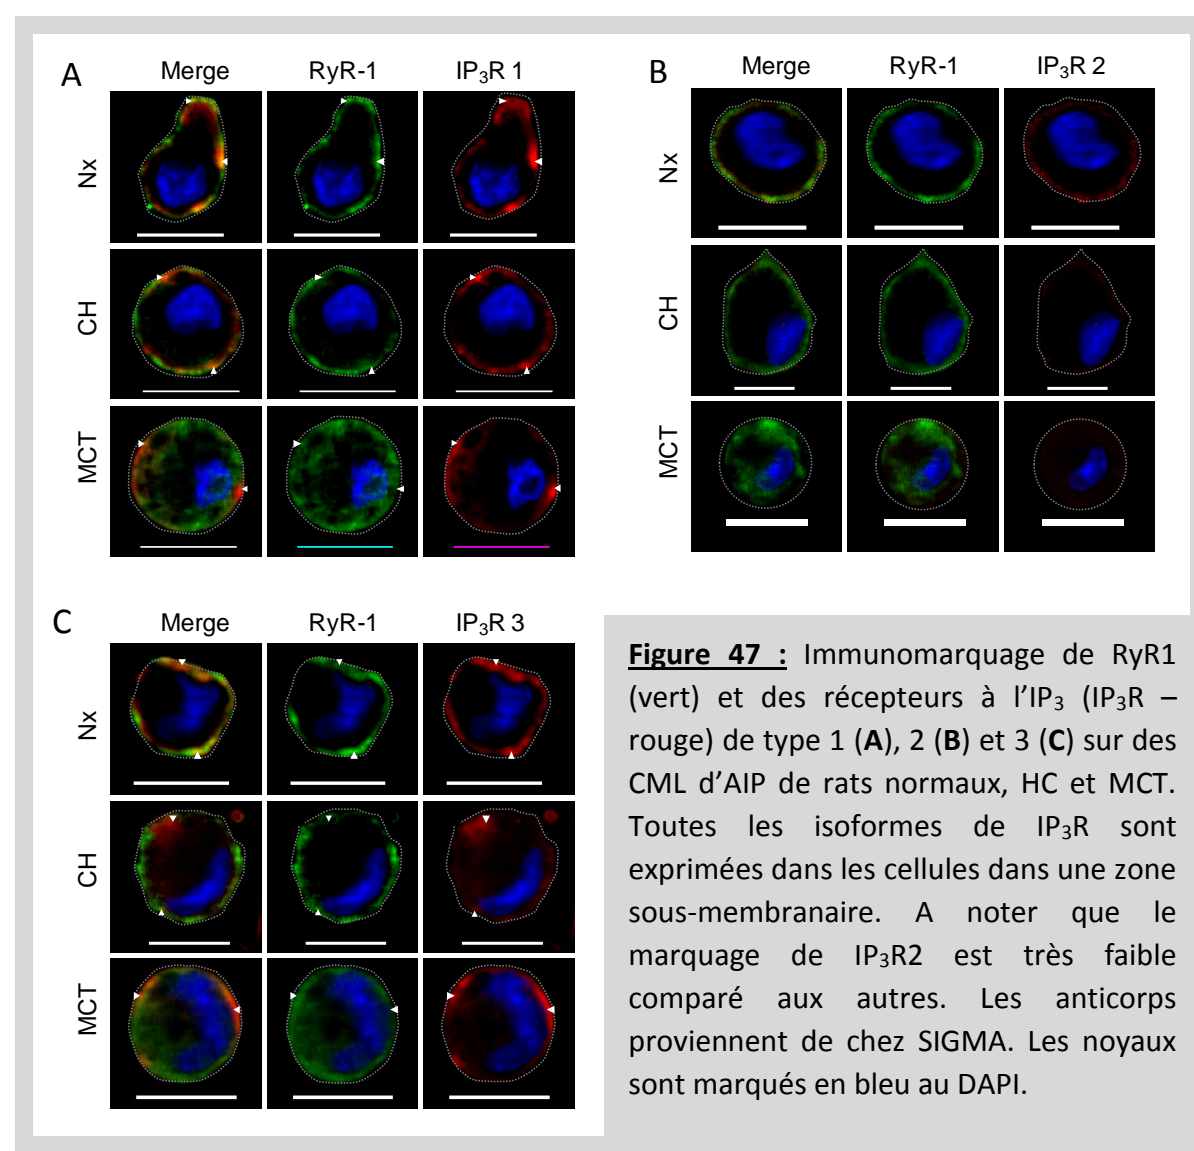 A
Merge RyR-1 IP₃R 1
Nx
CH
MCT
B
Merge RyR-1 IP₃R 2
Nx
CH
MCT
C
Merge RyR-1 IP₃R 3
Nx
CH
MCT
Figure 47 : Immunomarquage de RyR1
(vert) et des récepteurs à l’IP₃ (IP₃R –
rouge) de type 1 (A), 2 (B) et 3 (C) sur des
CML d’AIP de rats normaux, HC et MCT.
Toutes les isoformes de IP₃R sont
exprimées dans les cellules dans une zone
sous-membranaire. A noter que le
marquage de IP₃R2 est très faible
comparé aux autres. Les anticorps
proviennent de chez SIGMA. Les noyaux
sont marqués en bleu au DAPI.